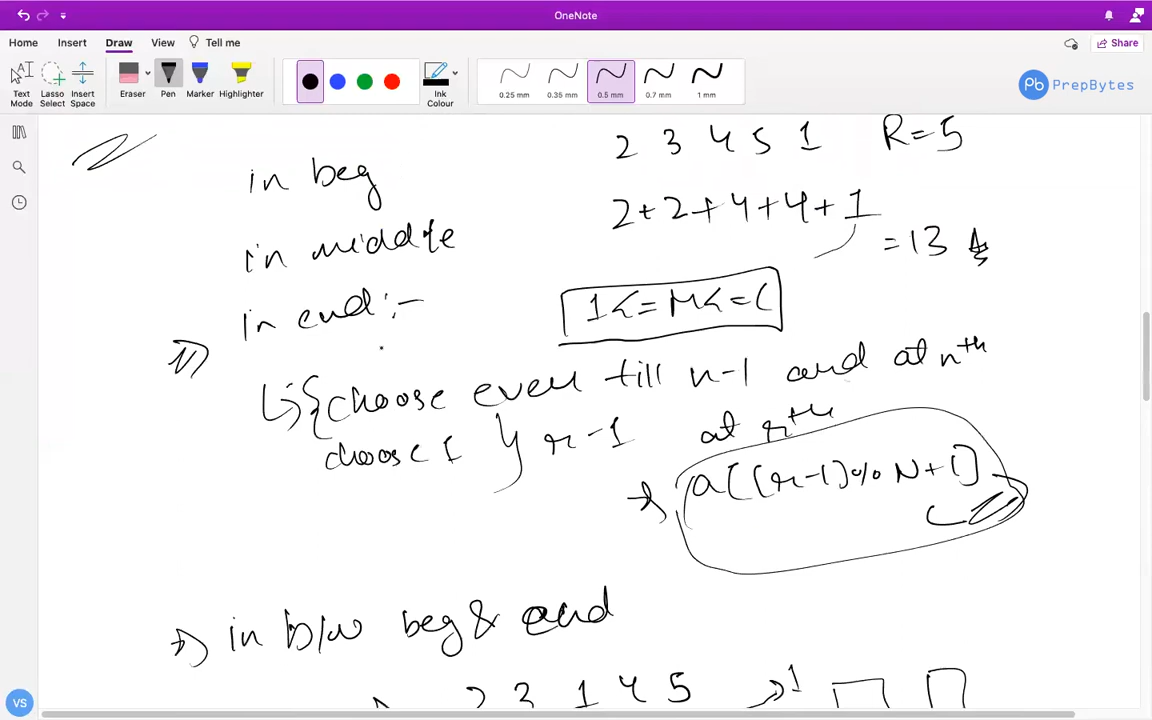 OneNote
Home Insert Draw View Tell me
Share
Text Mode
Lasso Select
Insert Space
Eraser
Pen
Marker
Highlighter
Ink Colour
0.25 mm
0.35 mm
0.5 mm
0.7 mm
1 mm
Pb PrepBytes
2 3 4 5 1 R=5
in beg
2+2+4+4+1
in middle
=13
in end :-
1<=M<=C
{choose even till n-1 and at nth
choose 1 } r-1 at rth
→ a[(r-1)%N+1]
→ in b/w beg & end
2 3 1 4 5 → 1
VS